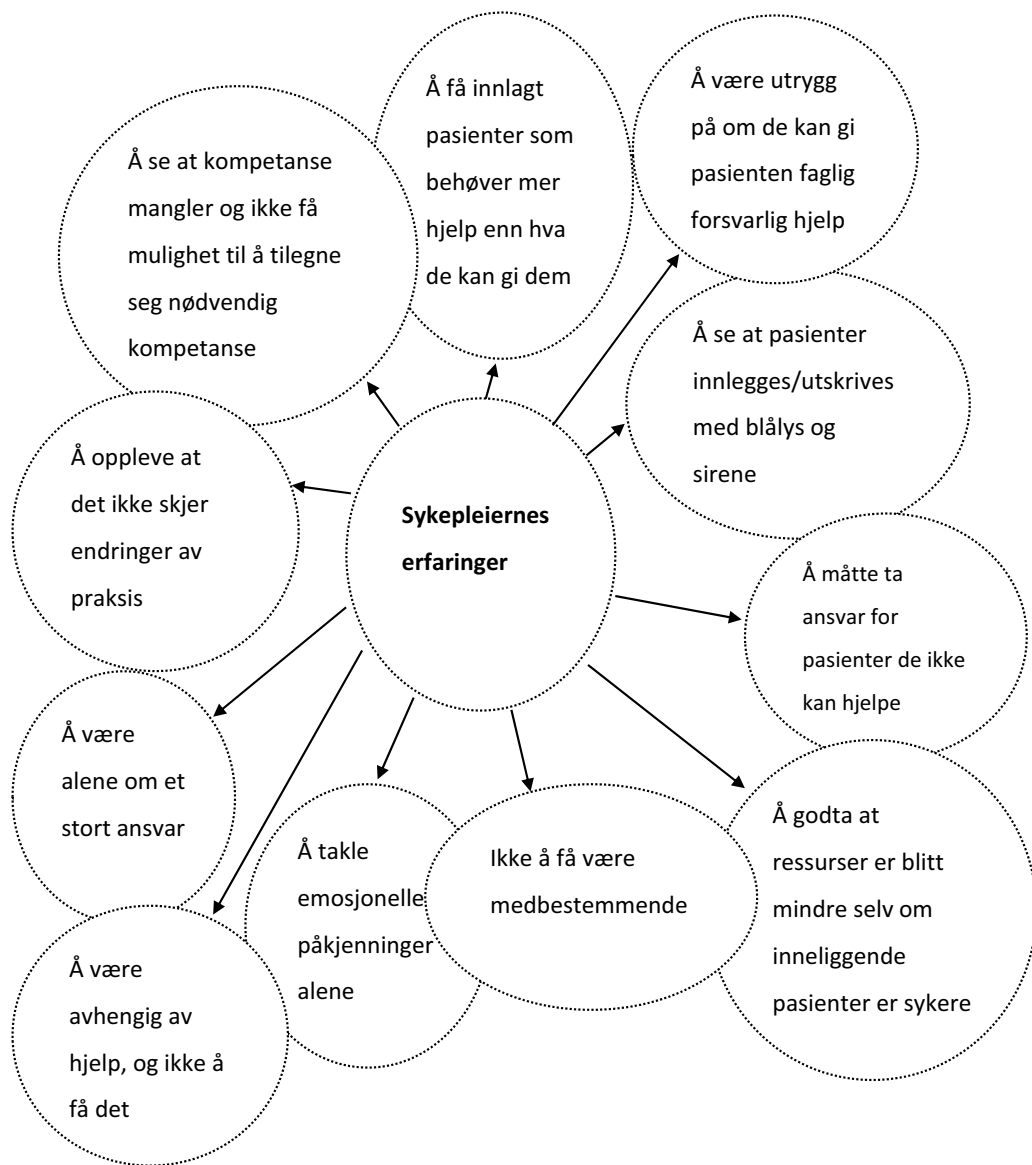 Å få innlagt
pasienter som
behøver mer
hjelp enn hva
de kan gi dem
Å være utrygg
på om de kan gi
pasienten faglig
forsvarlig hjelp
Å se at kompetanse
mangler og ikke få
mulighet til å tilegne
seg nødvendig
kompetanse
Å se at pasienter
innlegges/utskrives
med blålys og
sirene
Å oppleve at
det ikke skjer
endringer av
praksis
Sykepleiernes
erfaringer
Å måtte ta
ansvar for
pasienter de ikke
kan hjelpe
Å være
alene om et
stort ansvar
Å takle
emosjonelle
påkjenninger
alene
Ikke å få være
medbestemmende
Å godta at
ressurser er blitt
mindre selv om
inneliggende
pasienter er sykere
Å være
avhengig av
hjelp, og ikke å
få det